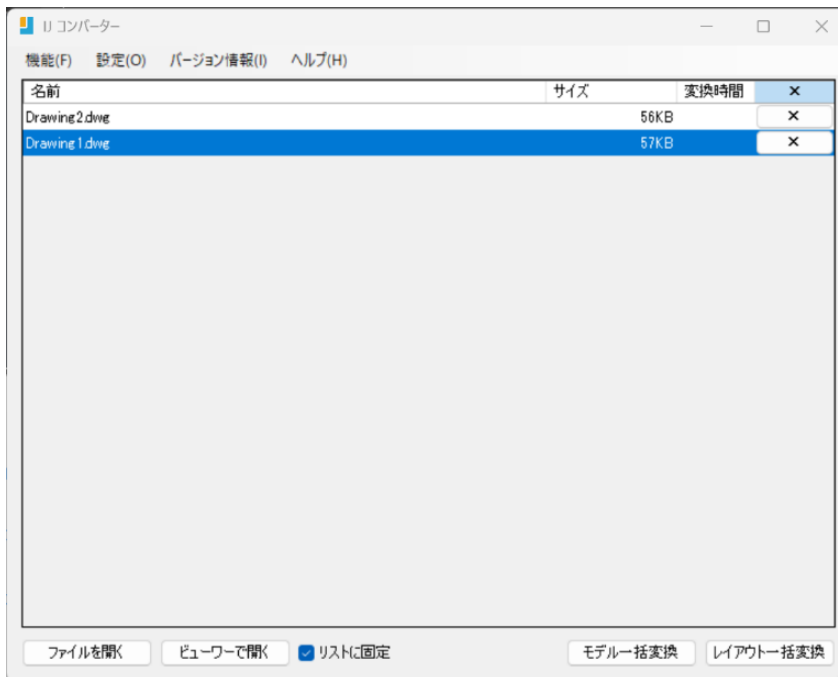 IJ コンバーター
機能(F) 設定(O) バージョン情報(I) ヘルプ(H)
名前 サイズ 変換時間 ×
Drawing2.dwg 56KB ×
Drawing1.dwg 57KB ×
ファイルを開く ビューワーで開く リストに固定 モデル一括変換 レイアウト一括変換